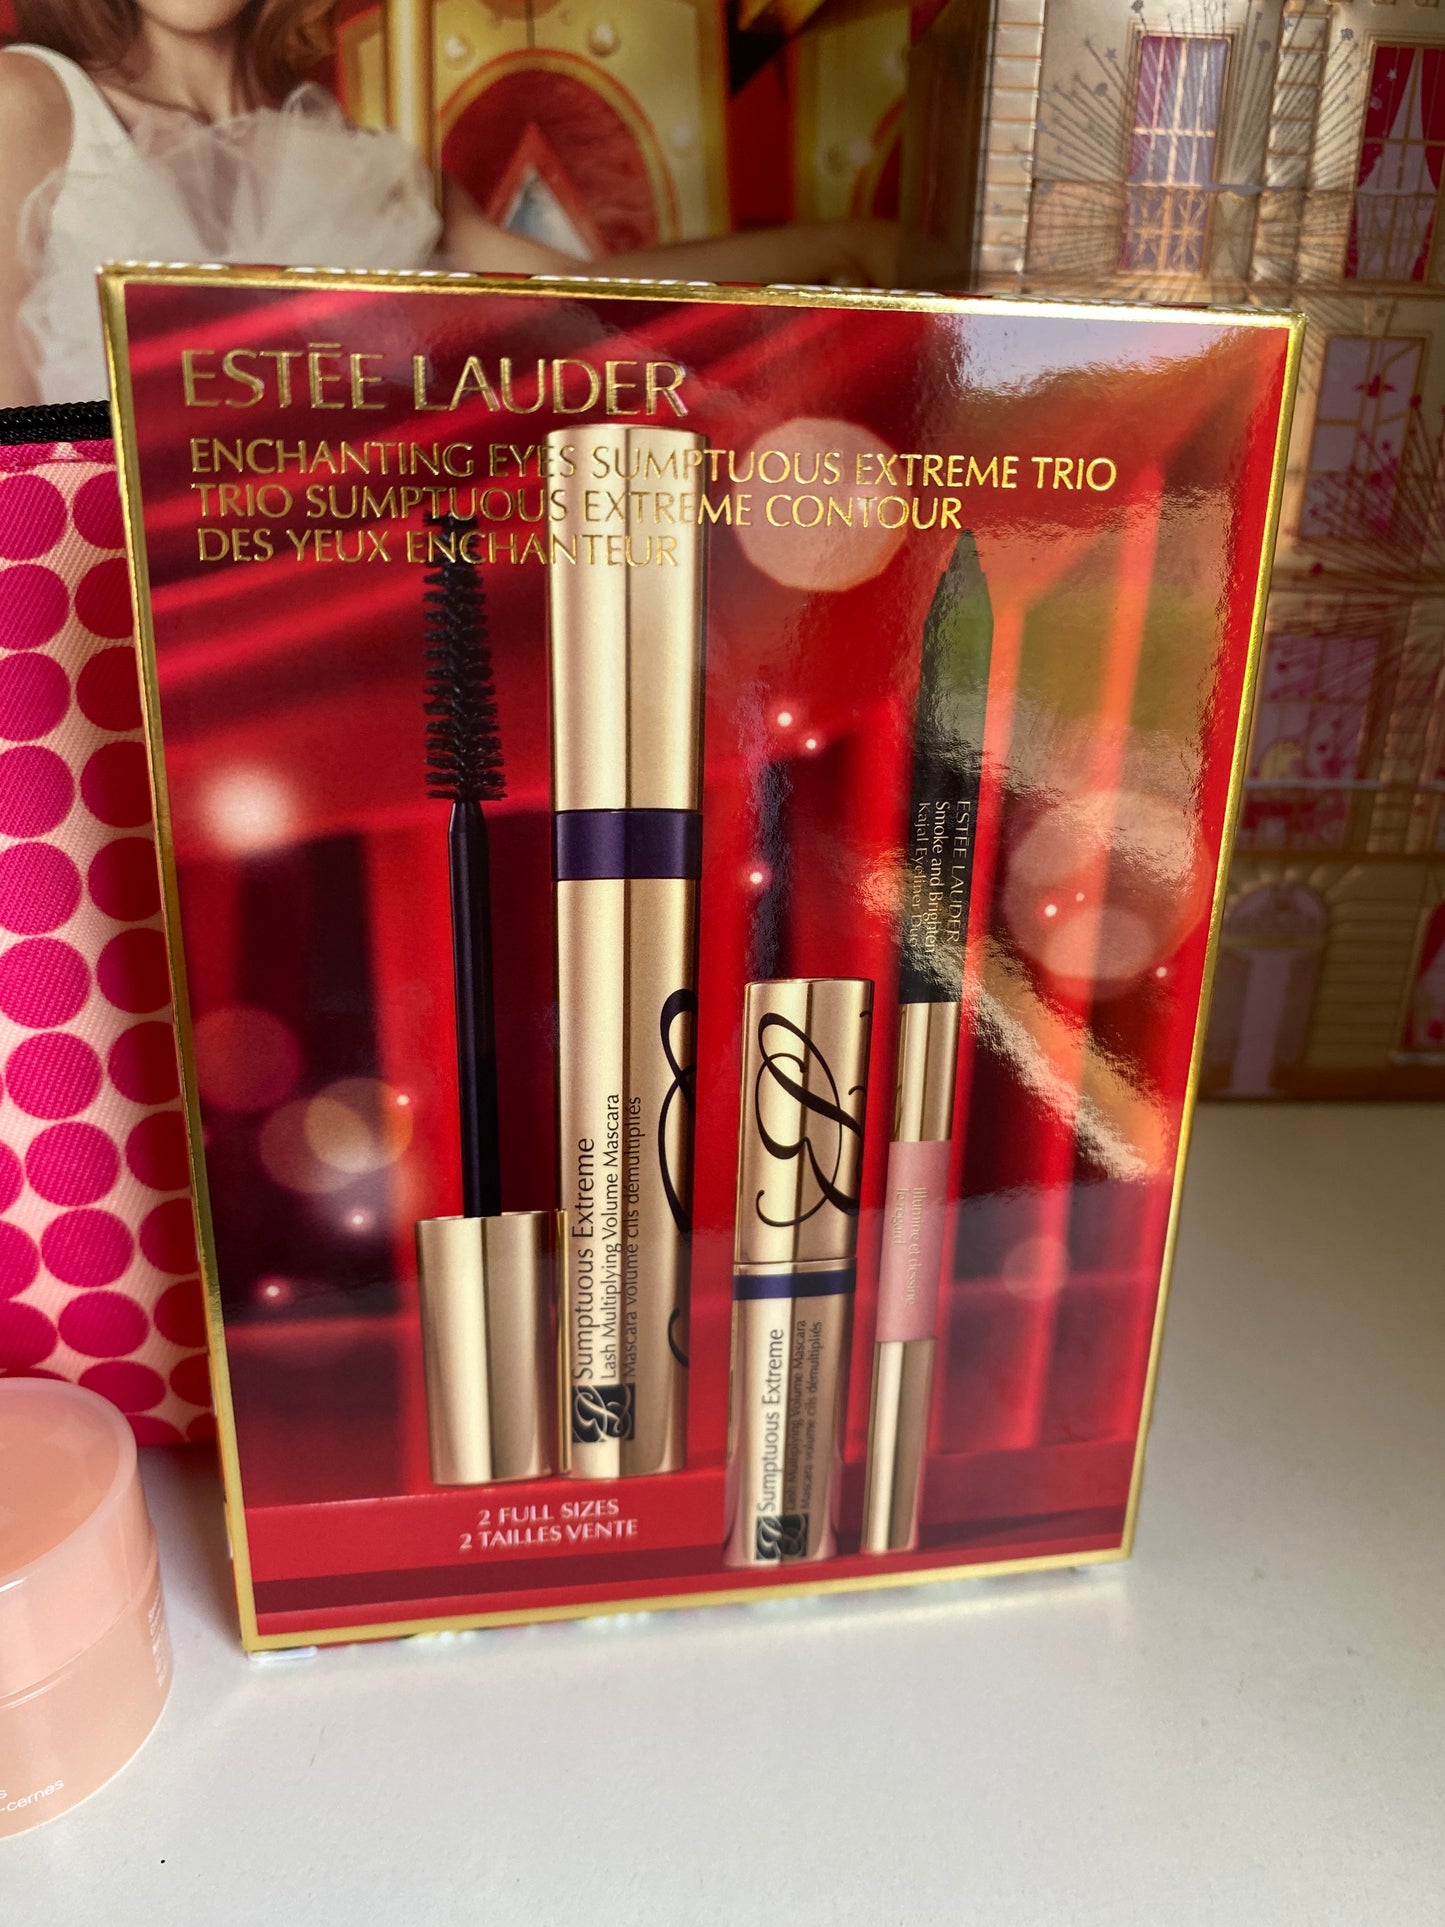 ESTĒE LAUDER
ENCHANTING EYES SUMPTUOUS EXTREME TRIO
TRIO SUMPTUOUS EXTREME CONTOUR
DES YEUX ENCHANTEUR
Sumptuous Extreme
Lash Multiplying Volume Mascara
Mascara volume cils démultipliés
Sumptuous Extreme
Lash Multiplying Volume Mascara
Mascara volume cils démultipliés
ESTĒE LAUDER
Smoke and Brighten
Kajal Eyeliner Duo
Illumine et dessine
le regard
2 FULL SIZES
2 TAILLES VENTE
-cernes